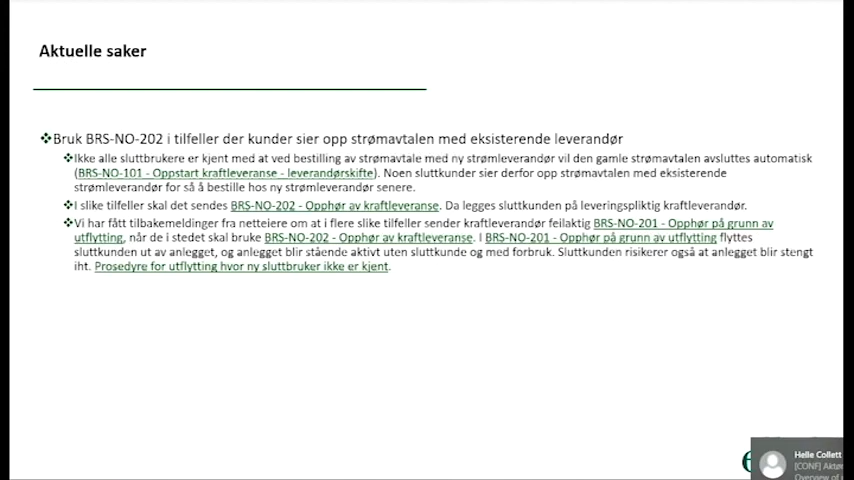 Aktuelle saker
❖Bruk BRS-NO-202 i tilfeller der kunder sier opp strømavtalen med eksisterende leverandør
❖Ikke alle sluttbrukere er kjent med at ved bestilling av strømavtale med ny strømleverandør vil den gamle strømavtalen avsluttes automatisk
(BRS-NO-101 - Oppstart kraftleveranse - leverandørskifte). Noen sluttkunder sier derfor opp strømavtalen med eksisterende
strømleverandør for så å bestille hos ny strømleverandør senere.
❖I slike tilfeller skal det sendes BRS-NO-202 - Opphør av kraftleveranse. Da legges sluttkunden på leveringspliktig kraftleverandør.
❖Vi har fått tilbakemeldinger fra netteiere om at i flere slike tilfeller sender kraftleverandør feilaktig BRS-NO-201 - Opphør på grunn av
utflytting, når de i stedet skal bruke BRS-NO-202 - Opphør av kraftleveranse. I BRS-NO-201 - Opphør på grunn av utflytting flyttes
sluttkunden ut av anlegget, og anlegget blir stående aktivt uten sluttkunde og med forbruk. Sluttkunden risikerer også at anlegget blir stengt
iht. Prosedyre for utflytting hvor ny sluttbruker ikke er kjent.
Helle Collett
[CONF] Aktø
Overview of